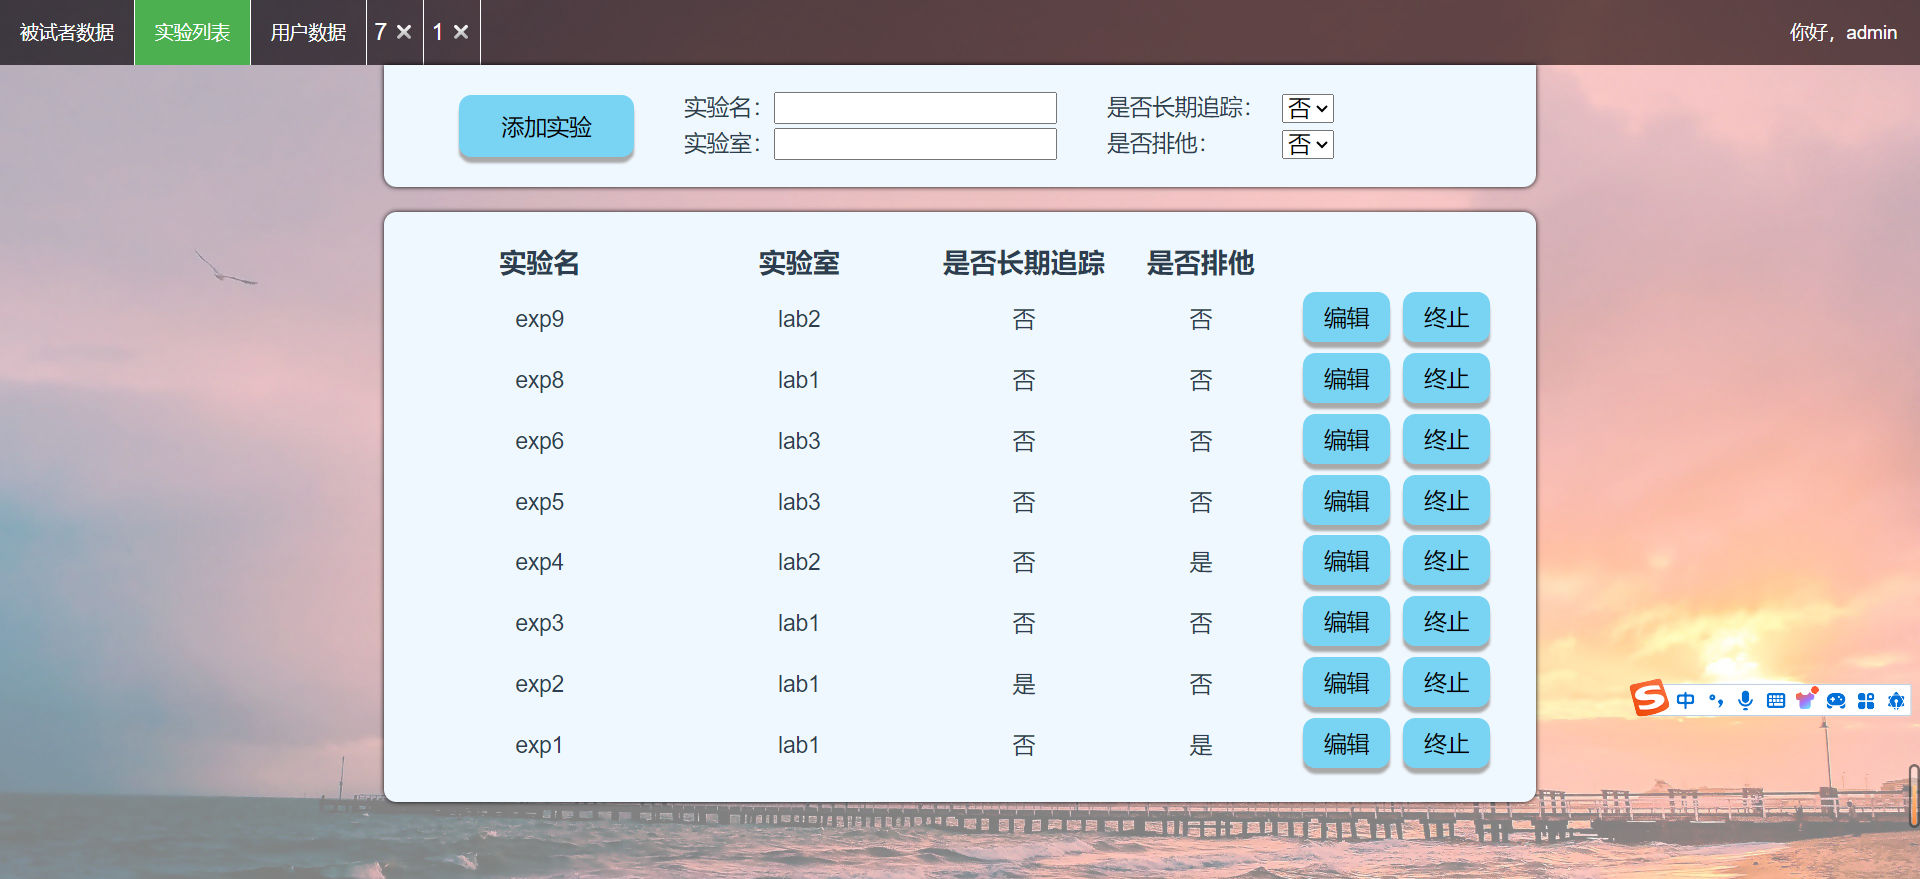 被试者数据 实验列表 用户数据 7 × 1 × 你好，admin
添加实验 实验名： 是否长期追踪： 否
实验室： 是否排他： 否
实验名 实验室 是否长期追踪 是否排他
exp9 lab2 否 否 编辑 终止
exp8 lab1 否 否 编辑 终止
exp6 lab3 否 否 编辑 终止
exp5 lab3 否 否 编辑 终止
exp4 lab2 否 是 编辑 终止
exp3 lab1 否 否 编辑 终止
exp2 lab1 是 否 编辑 终止
exp1 lab1 否 是 编辑 终止
S 中